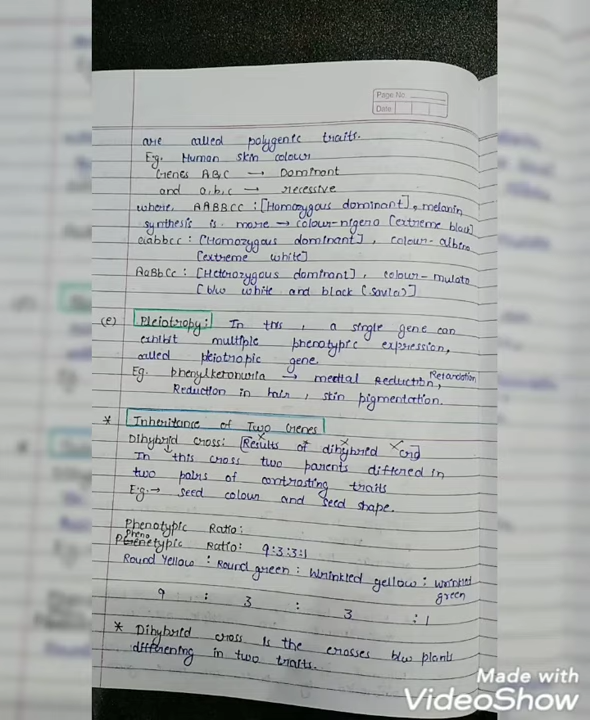 Page No
Date
are called polygenic traits.
Eg. Human skin colour
Genes A,B,C → Dominant
and a,b,c → recessive
where, AABBCC : [Homozygous dominant], melanin
synthesis is more → colour-nigero [extreme black]
aabbcc : [Homozygous dominant], colour-albino
[extreme white]
AaBbCc : [Heterozygous dominant], colour-mulato
[b/w white and black (savla)]
(e) Pleiotropy: In this, a single gene can
exhibit multiple phenotypic expression,
called pleiotropic gene.
Eg. phenylketonuria → mental Reduction, Retardation
Reduction in hair, skin pigmentation.
* Inheritance of Two Genes
Dihybrid cross: [Results of dihybrid
In this cross two parents differed in
two pairs of contrasting traits
E.g. → seed colour and seed shape.
Phenotypic Ratio:
Pheno
typic Ratio: 9:3:3:1
Round Yellow : Round green : Wrinkled yellow : wrinkled
green
9 : 3 : 3 : 1
* Dihybrid cross is the crosses b/w plants
differening in two traits.
Made with
VideoShow